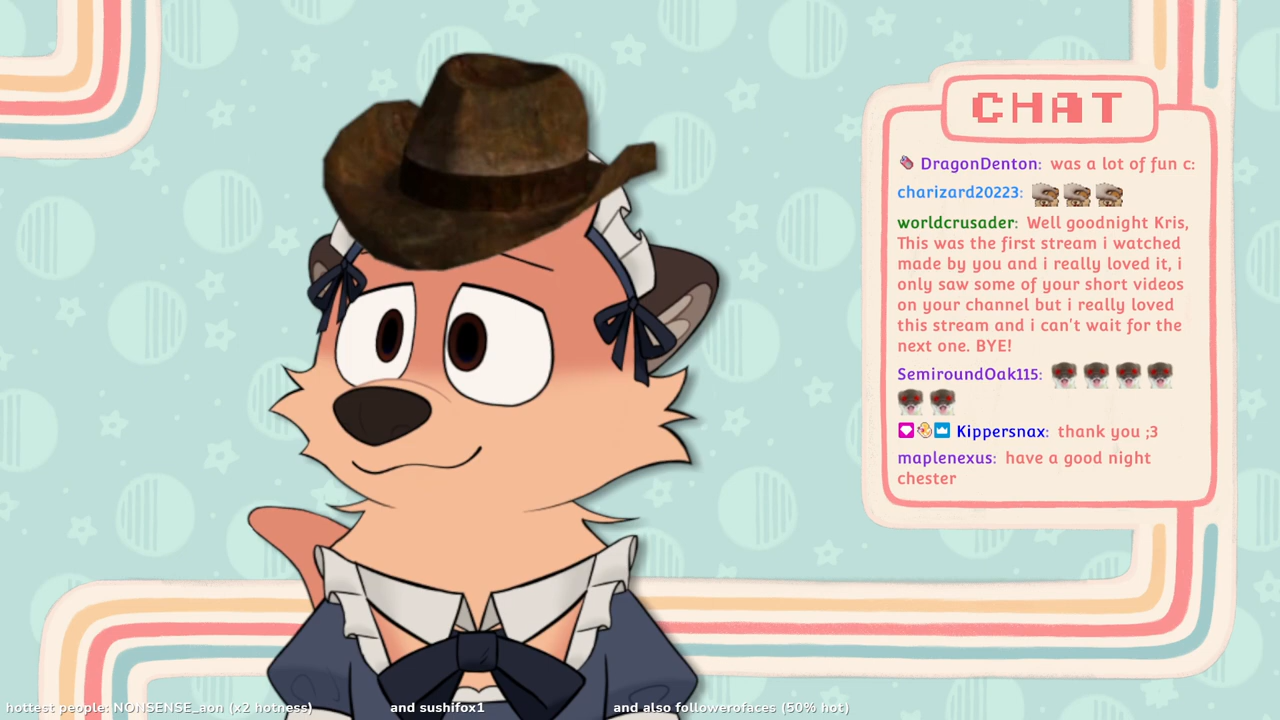 CHAT
DragonDenton: was a lot of fun c:
charizard20223:
worldcrusader: Well goodnight Kris,
This was the first stream i watched
made by you and i really loved it, i
only saw some of your short videos
on your channel but i really loved
this stream and i can't wait for the
next one. BYE!
SemiroundOak115:
Kippersnax: thank you ;3
maplenexus: have a good night
chester
hottest people: NONSENSE_aon (x2 hotness) and sushifox1 and also followerofaces (50% hot)